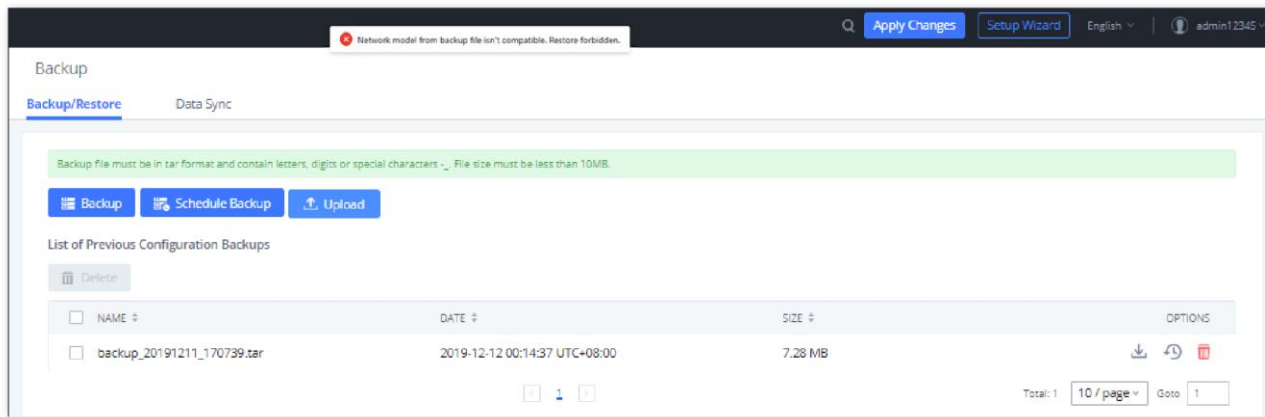 Apply Changes Setup Wizard English admin12345
Network model from backup file isn't compatible. Restore forbidden.
Backup
Backup/Restore Data Sync
Backup file must be in tar format and contain letters, digits or special characters -_. File size must be less than 10MB.
Backup Schedule Backup Upload
List of Previous Configuration Backups
Delete
NAME DATE SIZE OPTIONS
backup_20191211_170739.tar 2019-12-12 00:14:37 UTC+08:00 7.28 MB
1 Total: 1 10 / page Goto 1